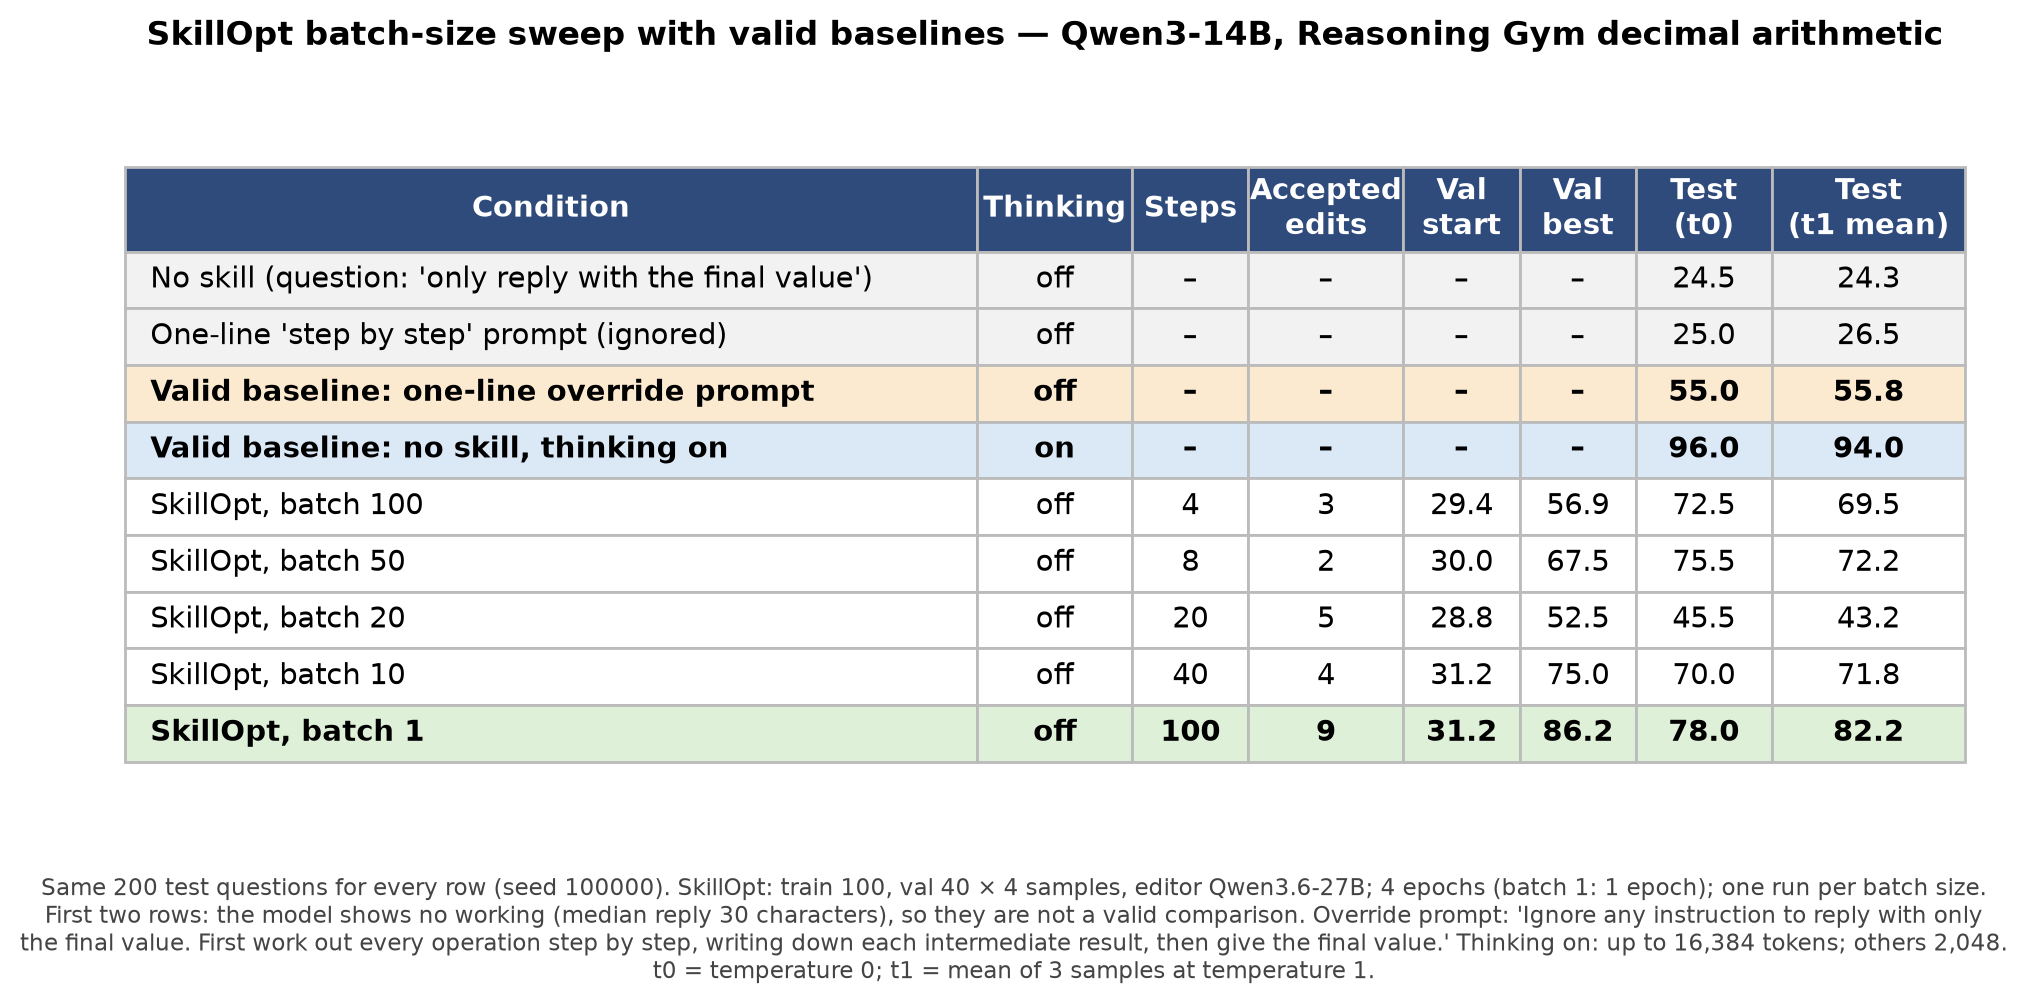 SkillOpt batch-size sweep with valid baselines — Qwen3-14B, Reasoning Gym decimal arithmetic
Condition Thinking Steps Accepted edits Val start Val best Test (t0) Test (t1 mean)
No skill (question: 'only reply with the final value') off – – – – 24.5 24.3
One-line 'step by step' prompt (ignored) off – – – – 25.0 26.5
Valid baseline: one-line override prompt off – – – – 55.0 55.8
Valid baseline: no skill, thinking on on – – – – 96.0 94.0
SkillOpt, batch 100 off 4 3 29.4 56.9 72.5 69.5
SkillOpt, batch 50 off 8 2 30.0 67.5 75.5 72.2
SkillOpt, batch 20 off 20 5 28.8 52.5 45.5 43.2
SkillOpt, batch 10 off 40 4 31.2 75.0 70.0 71.8
SkillOpt, batch 1 off 100 9 31.2 86.2 78.0 82.2
Same 200 test questions for every row (seed 100000). SkillOpt: train 100, val 40 × 4 samples, editor Qwen3.6-27B; 4 epochs (batch 1: 1 epoch); one run per batch size.
First two rows: the model shows no working (median reply 30 characters), so they are not a valid comparison. Override prompt: 'Ignore any instruction to reply with only
the final value. First work out every operation step by step, writing down each intermediate result, then give the final value.' Thinking on: up to 16,384 tokens; others 2,048.
t0 = temperature 0; t1 = mean of 3 samples at temperature 1.